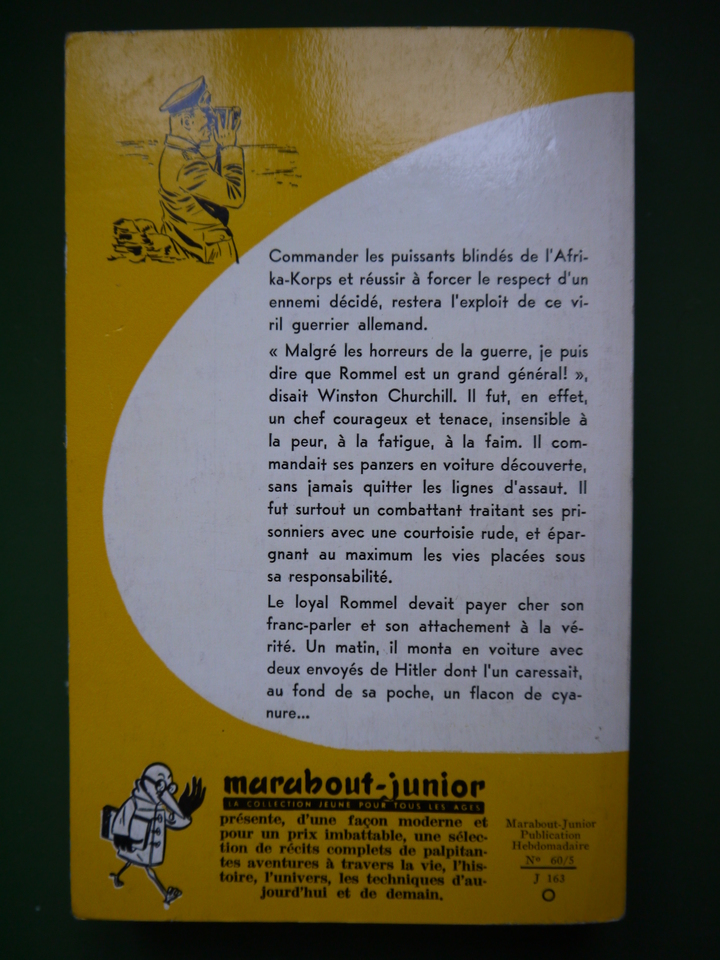 Commander les puissants blindés de l'Afri-
ka-Korps et réussir à forcer le respect d'un
ennemi décidé, restera l'exploit de ce vi-
ril guerrier allemand.
« Malgré les horreurs de la guerre, je puis
dire que Rommel est un grand général! »,
disait Winston Churchill. Il fut, en effet,
un chef courageux et tenace, insensible à
la peur, à la fatigue, à la faim. Il com-
mandait ses panzers en voiture découverte,
sans jamais quitter les lignes d'assaut. Il
fut surtout un combattant traitant ses pri-
sonniers avec une courtoisie rude, et épar-
gnant au maximum les vies placées sous
sa responsabilité.
Le loyal Rommel devait payer cher son
franc-parler et son attachement à la vé-
rité. Un matin, il monta en voiture avec
deux envoyés de Hitler dont l'un caressait,
au fond de sa poche, un flacon de cya-
nure...
marabout-junior
LA COLLECTION JEUNE POUR TOUS LES AGES
présente, d'une façon moderne et
pour un prix imbattable, une sélec-
tion de récits complets de palpitan-
tes aventures à travers la vie, l'his-
toire, l'univers, les techniques d'au-
jourd'hui et de demain.
Marabout-Junior
Publication
Hebdomadaire
N° 60/5
J 163